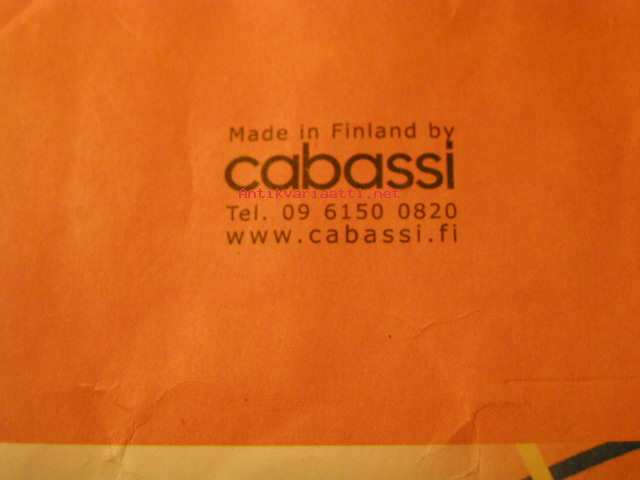 Made in Finland by
cabassi
Antikvariaatti.net
Tel. 09 6150 0820
www.cabassi.fi